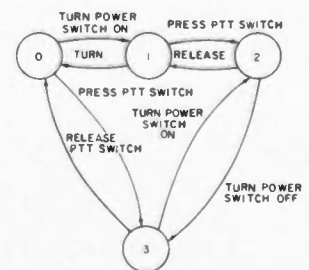 TURN POWER
SWITCH ON
PRESS PTT SWITCH
0
TURN
1
RELEASE
2
PRESS PTT SWITCH
TURN POWER
SWITCH
ON
RELEASE
PTT SWITCH
TURN POWER
SWITCH OFF
3